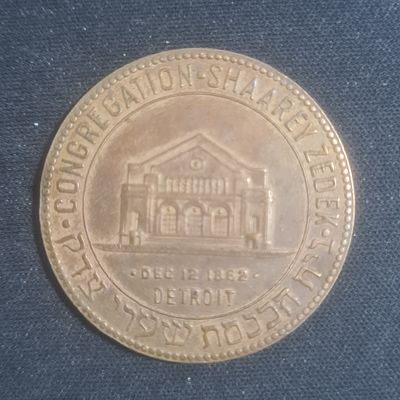 ·CONGREGATION·SHAAREY ZEDEK·
·DEC 12 1862·
DETROIT
בית הכנסת שערי צדק